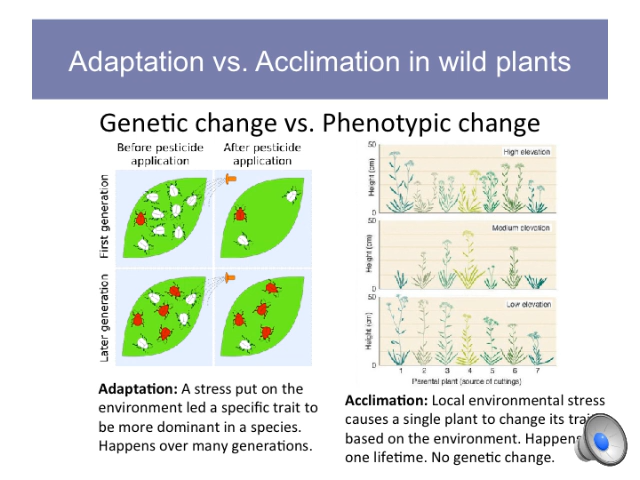 Adaptation vs. Acclimation in wild plants
Genetic change vs. Phenotypic change
Before pesticide
application
After pesticide
application
First generation
Later generation
50
High elevation
Height (cm)
0
50
Medium elevation
Height (cm)
0
50
Low elevation
Height (cm)
0
1 2 3 4 5 6 7
Parental plant (source of cuttings)
Adaptation: A stress put on the
environment led a specific trait to
be more dominant in a species.
Happens over many generations.
Acclimation: Local environmental stress
causes a single plant to change its
based on the environment. Happens
one lifetime. No genetic change.